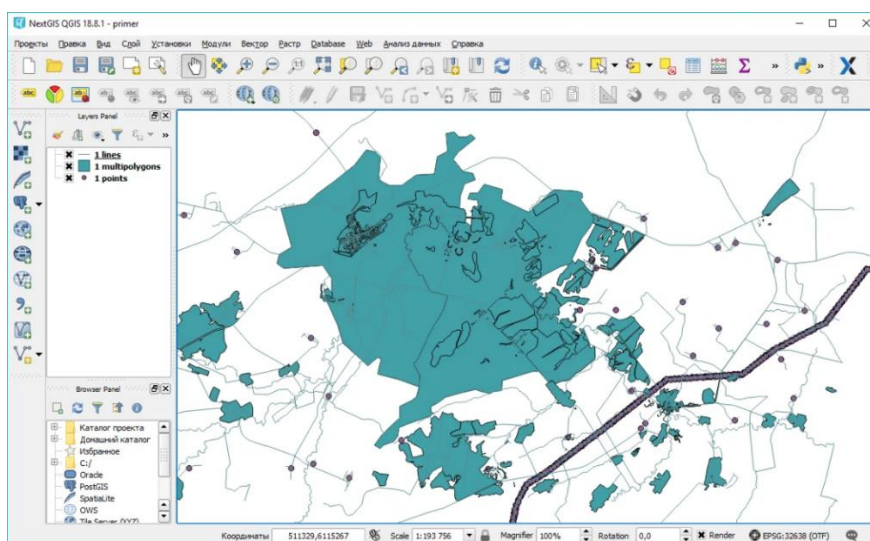 NextGIS QGIS 18.8.1 - primer
Проекты Правка Вид Слой Установки Модули Вектор Растр Database Web Анализ данных Справка
abc
Layers Panel
1 lines
1 multipolygons
1 points
Browser Panel
Каталог проекта
Домашний каталог
Избранное
C:/
Oracle
PostGIS
SpatiaLite
OWS
Tile Server (XYZ)
Координаты 511329,6115267 Scale 1:193 756 Magnifier 100% Rotation 0,0 Render EPSG:32638 (OTF)